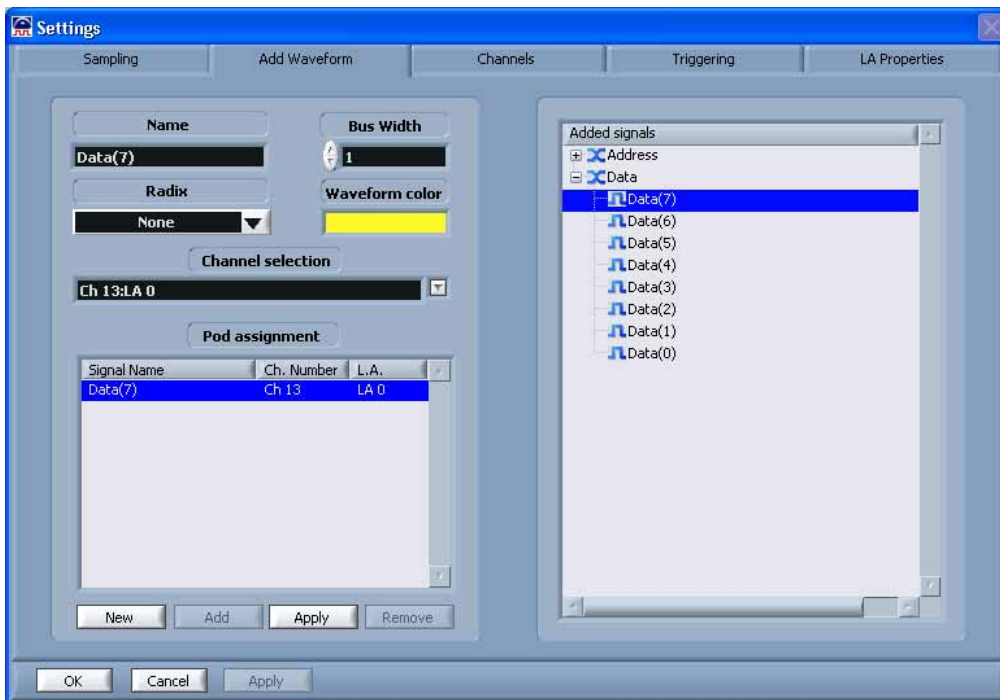 Settings
Sampling
Add Waveform
Channels
Triggering
LA Properties
Name
Bus Width
Data(7)
1
Radix
Waveform color
None
Channel selection
Ch 13:LA 0
Pod assignment
Signal Name Ch. Number L.A.
Data(7) Ch 13 LA 0
New
Add
Apply
Remove
Added signals
Address
Data
Data(7)
Data(6)
Data(5)
Data(4)
Data(3)
Data(2)
Data(1)
Data(0)
OK
Cancel
Apply